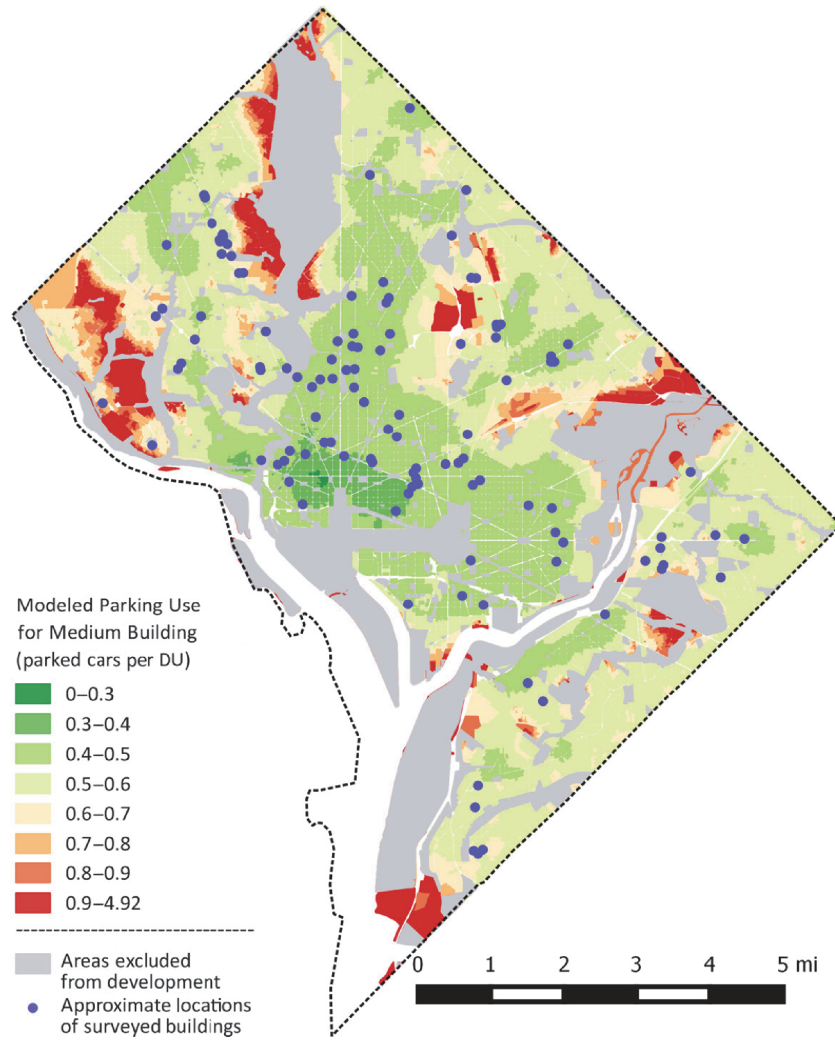 Modeled Parking Use
for Medium Building
(parked cars per DU)
0–0.3
0.3–0.4
0.4–0.5
0.5–0.6
0.6–0.7
0.7–0.8
0.8–0.9
0.9–4.92
Areas excluded
from development
Approximate locations
of surveyed buildings
0 1 2 3 4 5 mi